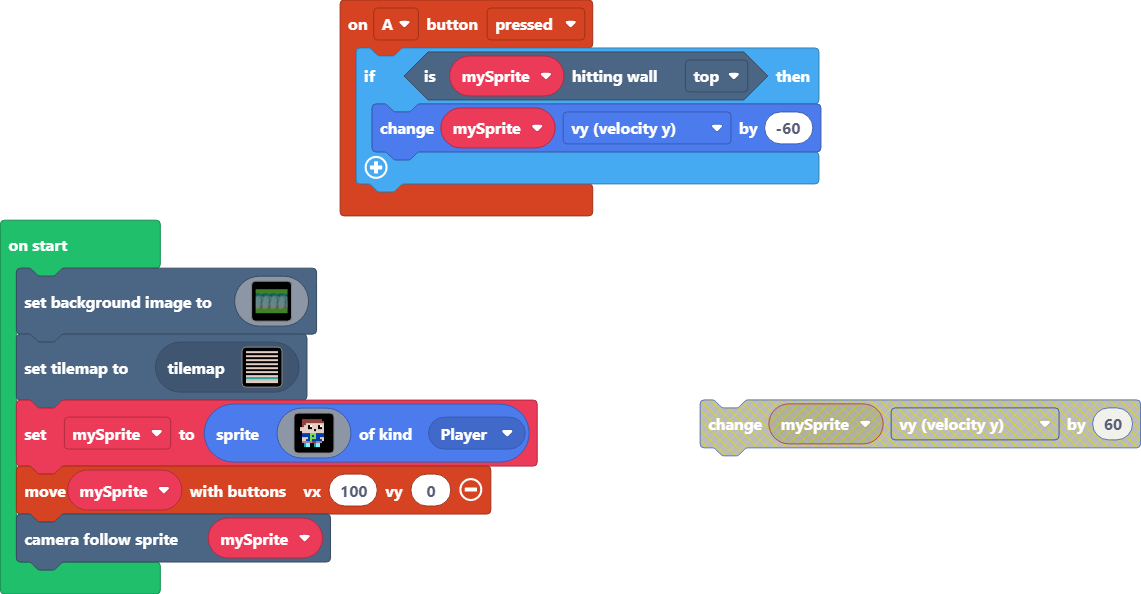 on A button pressed
if is mySprite hitting wall top then
change mySprite vy (velocity y) by -60
on start
set background image to
set tilemap to tilemap
set mySprite to sprite of kind Player
move mySprite with buttons vx 100 vy 0
camera follow sprite mySprite
change mySprite vy (velocity y) by 60